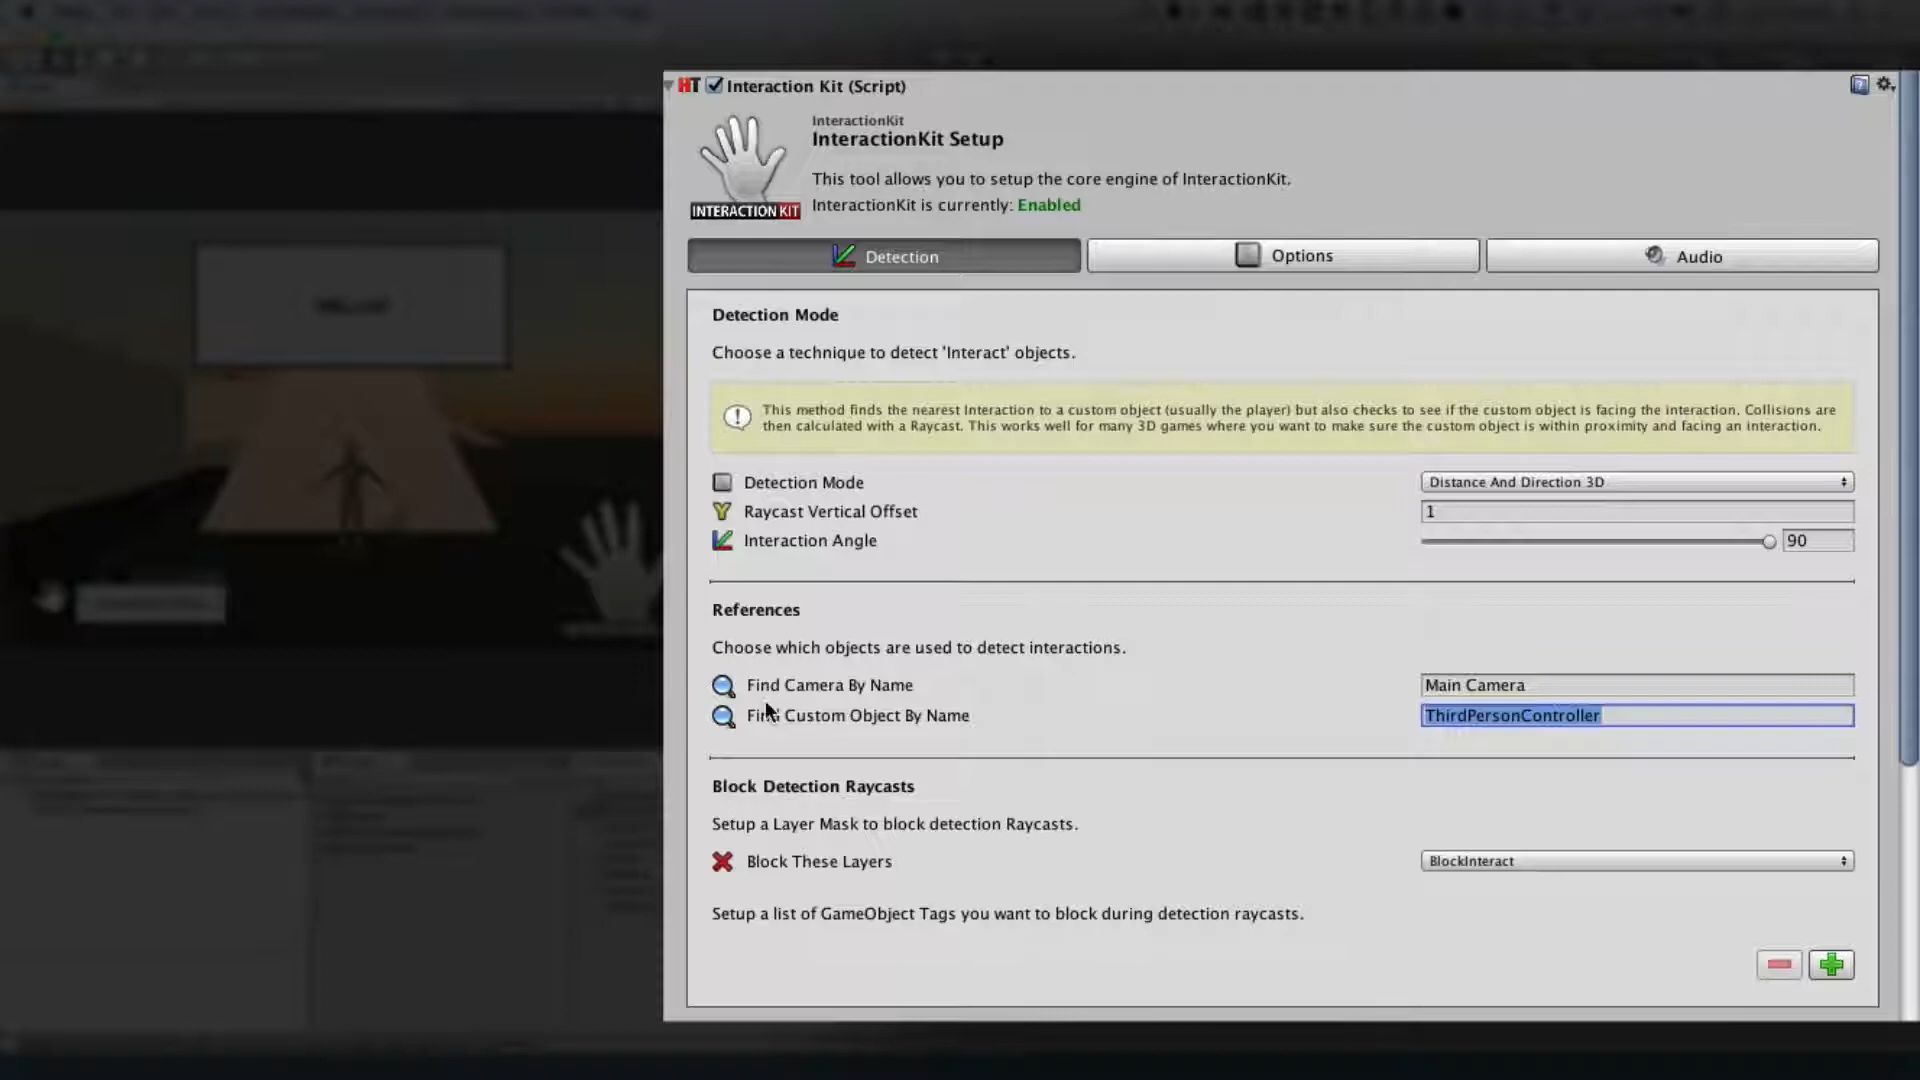 HT Interaction Kit (Script)
InteractionKit
InteractionKit Setup
This tool allows you to setup the core engine of InteractionKit.
INTERACTION KIT
InteractionKit is currently: Enabled
Detection
Options
Audio
Detection Mode
Choose a technique to detect 'Interact' objects.
This method finds the nearest Interaction to a custom object (usually the player) but also checks to see if the custom object is facing the interaction. Collisions are
then calculated with a Raycast. This works well for many 3D games where you want to make sure the custom object is within proximity and facing an interaction.
Detection Mode
Distance And Direction 3D
Raycast Vertical Offset
1
Interaction Angle
90
References
Choose which objects are used to detect interactions.
Find Camera By Name
Main Camera
Find Custom Object By Name
ThirdPersonController
Block Detection Raycasts
Setup a Layer Mask to block detection Raycasts.
Block These Layers
BlockInteract
Setup a list of GameObject Tags you want to block during detection raycasts.